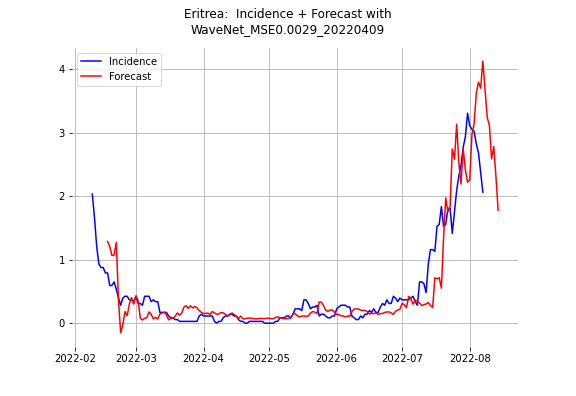 Eritrea:  Incidence + Forecast with
WaveNet_MSE0.0029_20220409
Incidence
Forecast
4
3
2
1
0
2022-02 2022-03 2022-04 2022-05 2022-06 2022-07 2022-08